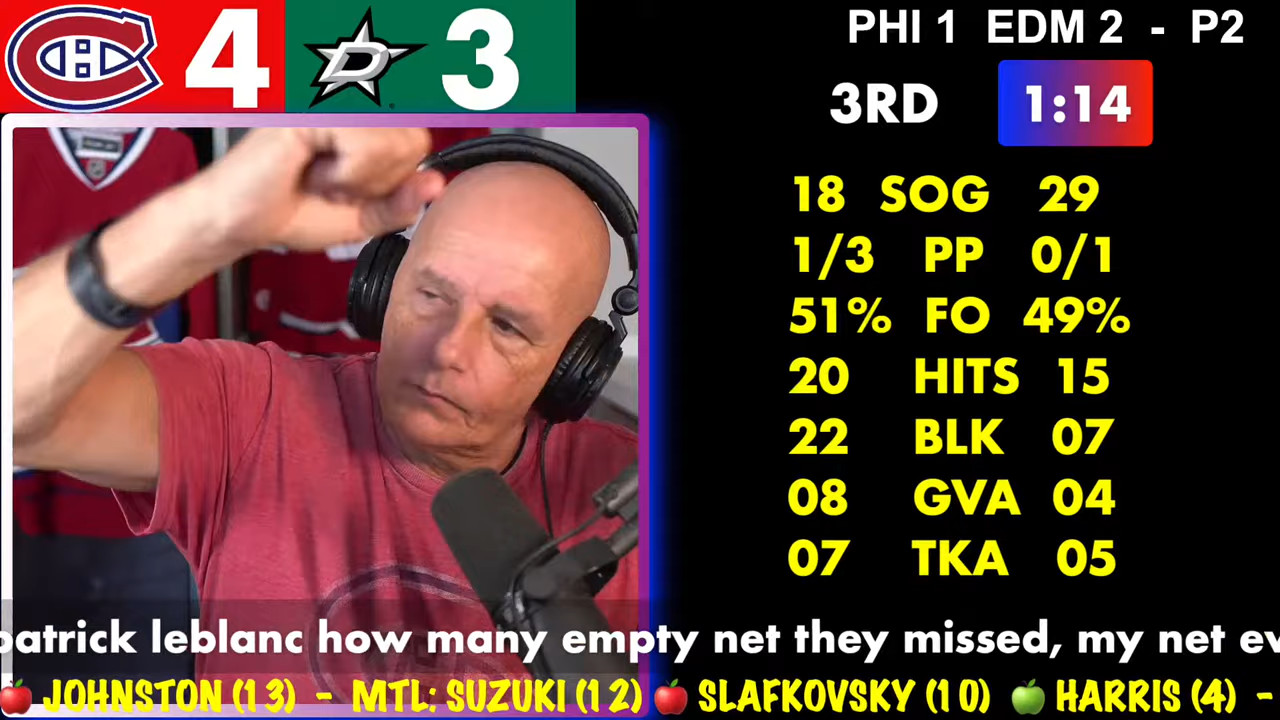 4 3 PHI 1 EDM 2 - P2
3RD 1:14
18 SOG 29
1/3 PP 0/1
51% FO 49%
20 HITS 15
22 BLK 07
08 GVA 04
07 TKA 05
patrick leblanc how many empty net they missed, my net ev
JOHNSTON (13) - MTL: SUZUKI (12) SLAFKOVSKY (10) HARRIS (4) -